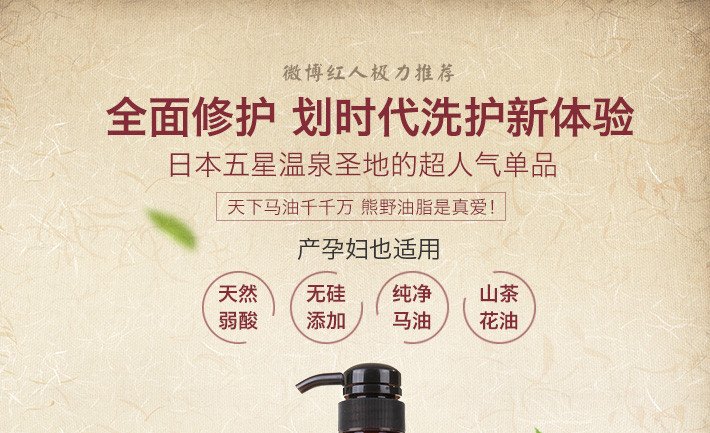 微博红人极力推荐
全面修护 划时代洗护新体验
日本五星温泉圣地的超人气单品
天下马油千千万 熊野油脂是真爱！
产孕妇也适用
天然
弱酸
无硅
添加
纯净
马油
山茶
花油